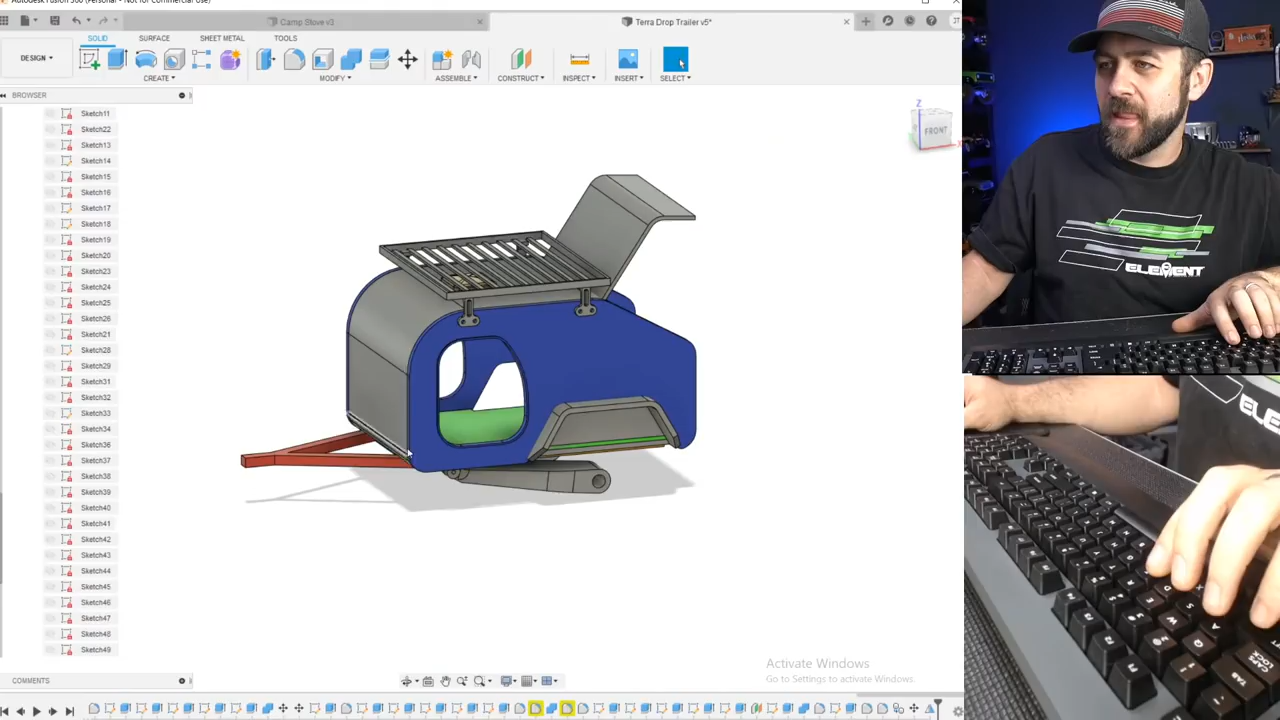 Autodesk Fusion 360 (Personal - Not for Commercial Use)
Camp Stove v3
Terra Drop Trailer v5*
JT
DESIGN
SOLID
SURFACE
SHEET METAL
TOOLS
CREATE
MODIFY
ASSEMBLE
CONSTRUCT
INSPECT
INSERT
SELECT
BROWSER
Sketch11
Sketch22
Sketch13
Sketch14
Sketch15
Sketch16
Sketch17
Sketch18
Sketch19
Sketch20
Sketch23
Sketch24
Sketch25
Sketch26
Sketch21
Sketch28
Sketch29
Sketch31
Sketch32
Sketch33
Sketch34
Sketch36
Sketch37
Sketch38
Sketch39
Sketch40
Sketch41
Sketch42
Sketch43
Sketch44
Sketch45
Sketch46
Sketch47
Sketch48
Sketch49
Z
FRONT
COMMENTS
Activate Windows
Go to Settings to activate Windows.
ELEMENT
CAPS
LOCK